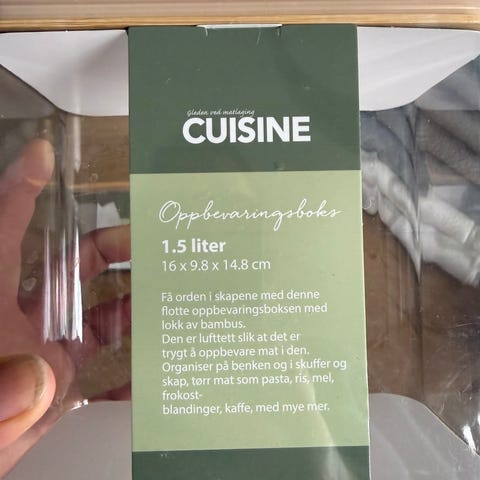 Gleden ved matlaging
CUISINE
Oppbevaringsboks
1.5 liter
16 x 9.8 x 14.8 cm
Få orden i skapene med denne
flotte oppbevaringsboksen med
lokk av bambus.
Den er lufttett slik at det er
trygt å oppbevare mat i den.
Organiser på benken og i skuffer og
skap, tørr mat som pasta, ris, mel,
frokost-
blandinger, kaffe, med mye mer.